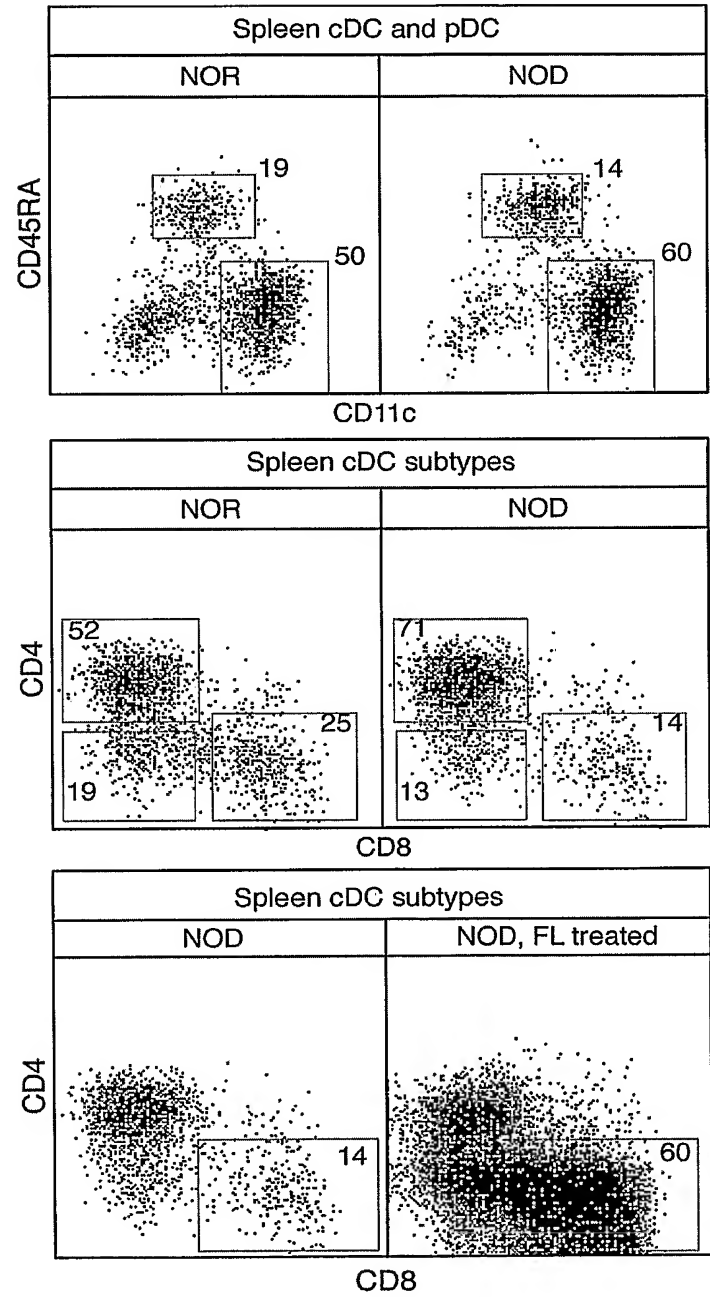 Spleen cDC and pDC
NOR NOD
19 14
50 60
CD45RA
CD11c
Spleen cDC subtypes
NOR NOD
52 71
25 14
19 13
CD4
CD8
Spleen cDC subtypes
NOD NOD, FL treated
14 60
CD4
CD8